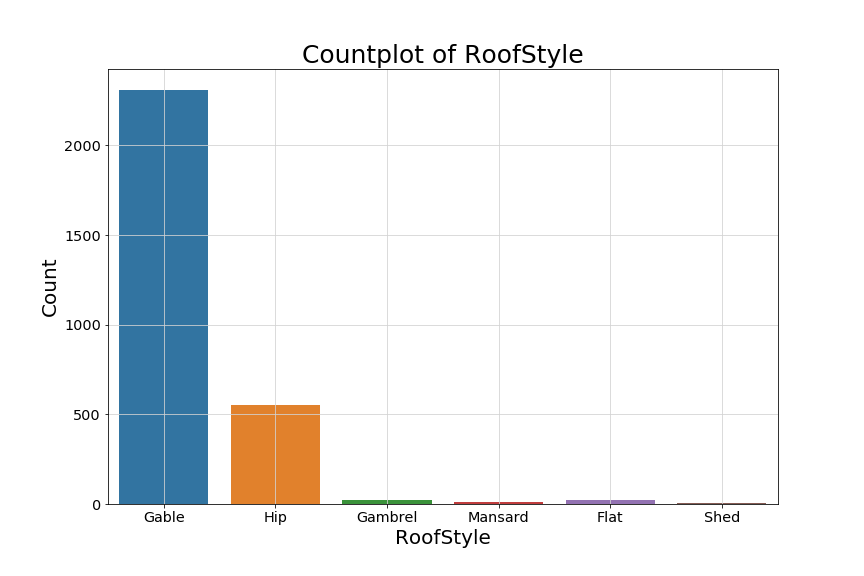 Countplot of RoofStyle
2000
1500
1000
500
0
Count
Gable Hip Gambrel Mansard Flat Shed
RoofStyle